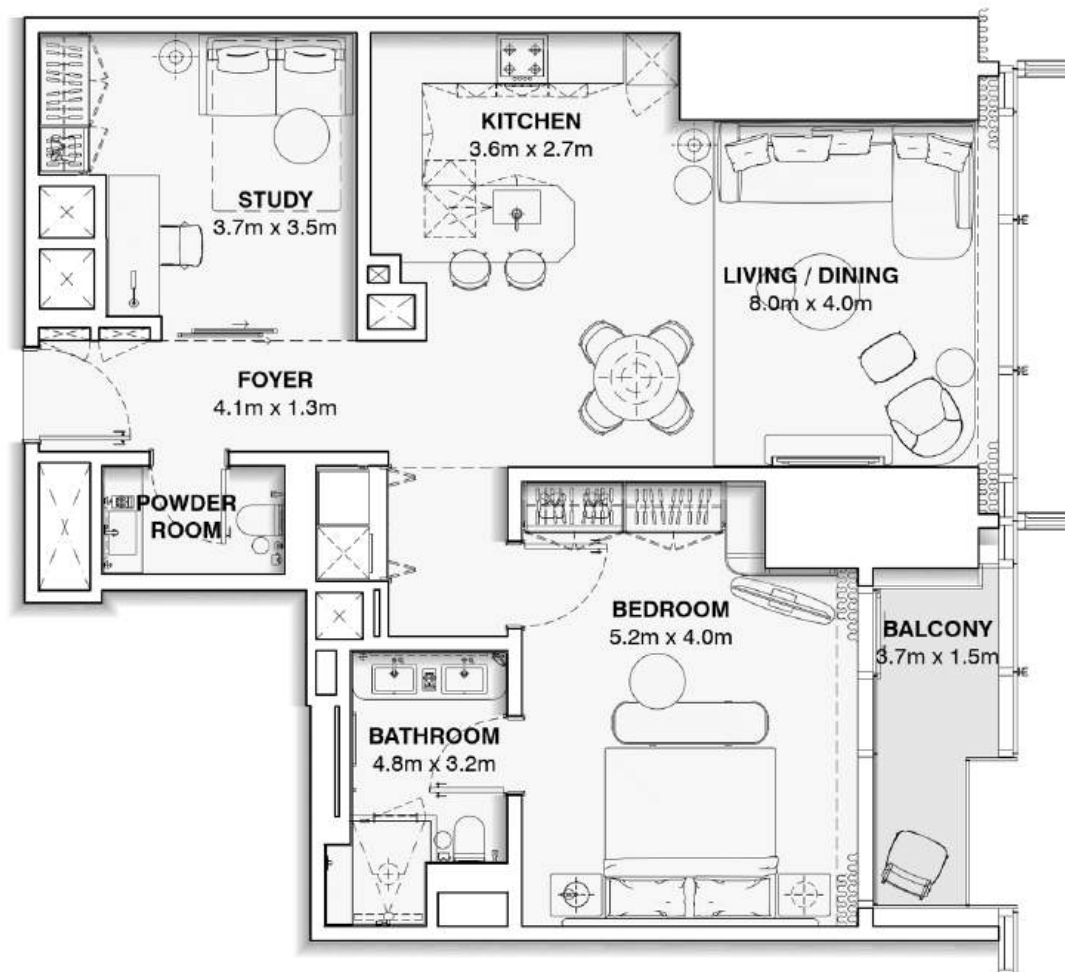 KITCHEN
3.6m x 2.7m
STUDY
3.7m x 3.5m
LIVING / DINING
8.0m x 4.0m
FOYER
4.1m x 1.3m
POWDER
ROOM
BEDROOM
5.2m x 4.0m
BALCONY
3.7m x 1.5m
BATHROOM
4.8m x 3.2m